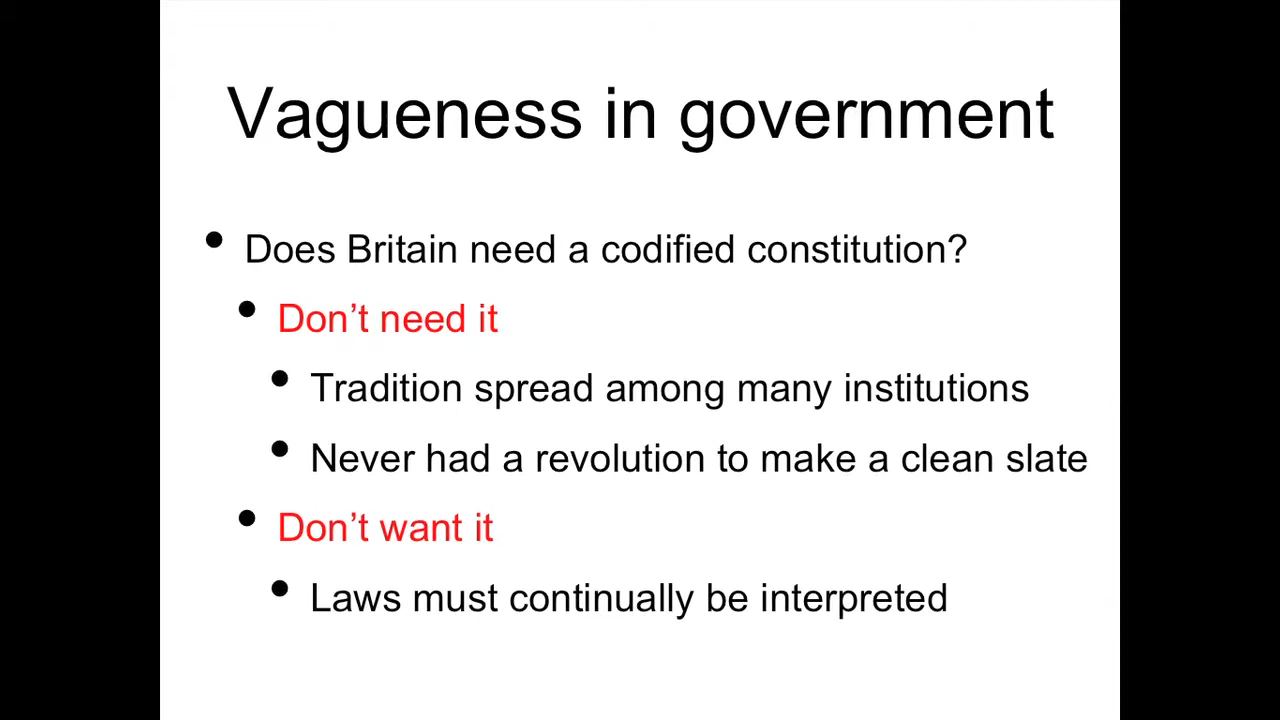 Vagueness in government
• Does Britain need a codified constitution?
• Don’t need it
• Tradition spread among many institutions
• Never had a revolution to make a clean slate
• Don’t want it
• Laws must continually be interpreted